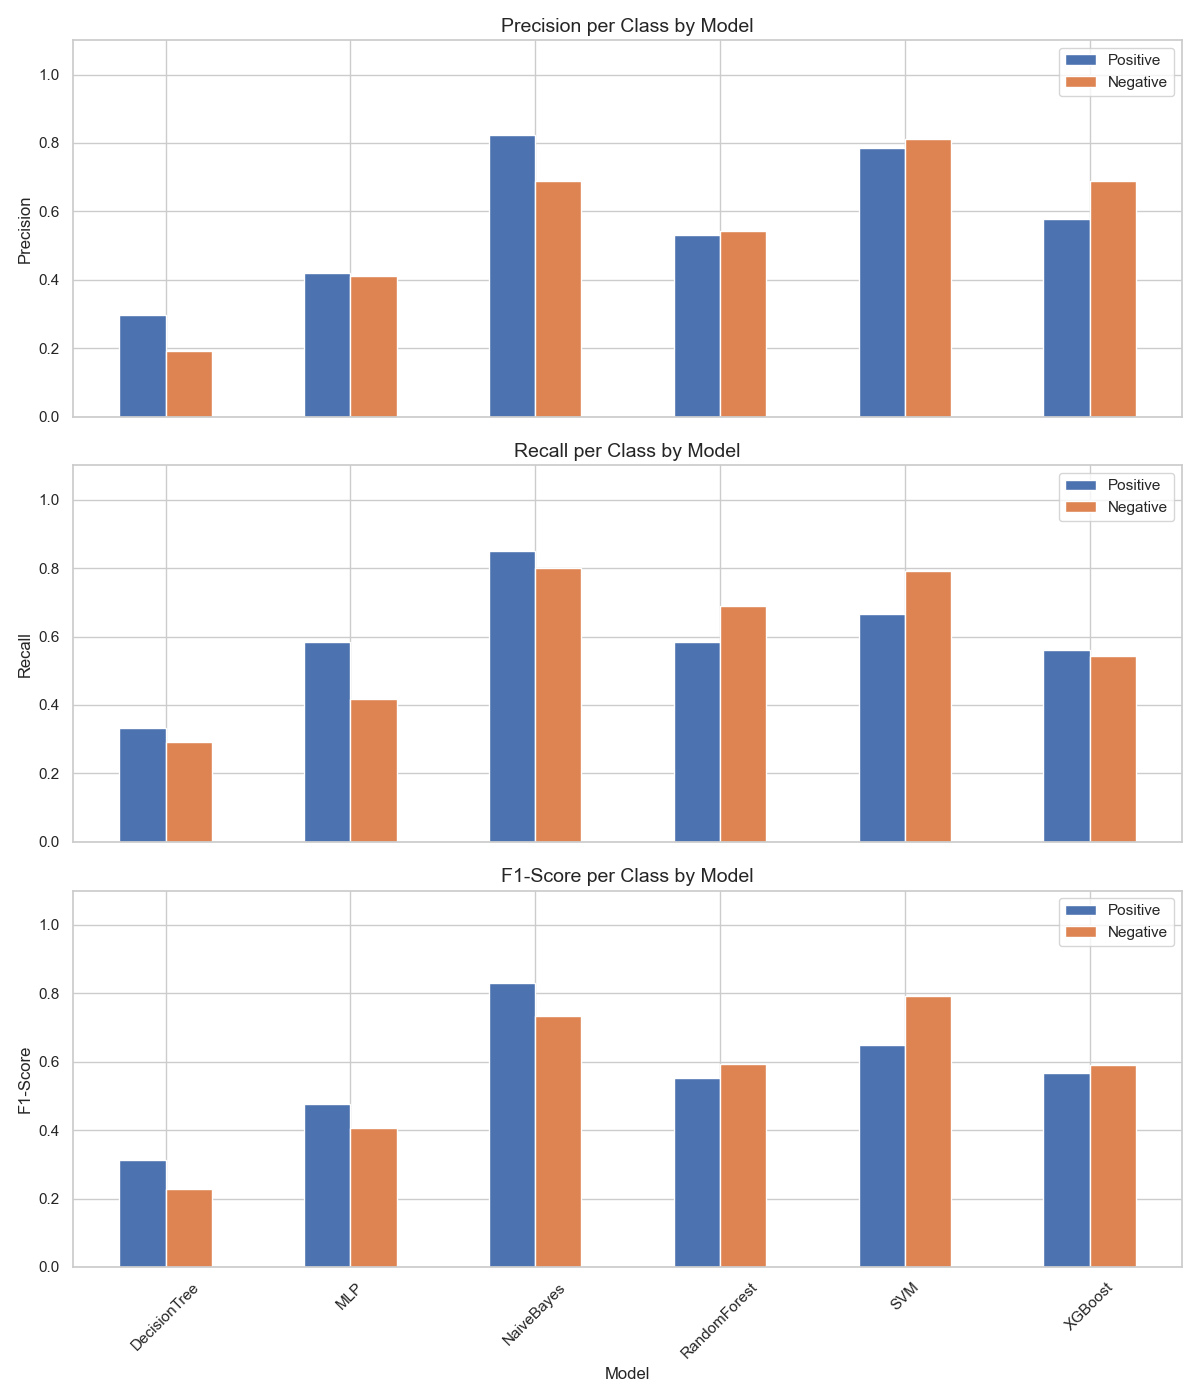 Precision per Class by Model
Positive
Negative
1.0
0.8
0.6
0.4
0.2
0.0
Precision
Recall per Class by Model
Positive
Negative
1.0
0.8
0.6
0.4
0.2
0.0
Recall
F1-Score per Class by Model
Positive
Negative
1.0
0.8
0.6
0.4
0.2
0.0
F1-Score
DecisionTree
MLP
NaiveBayes
RandomForest
SVM
XGBoost
Model